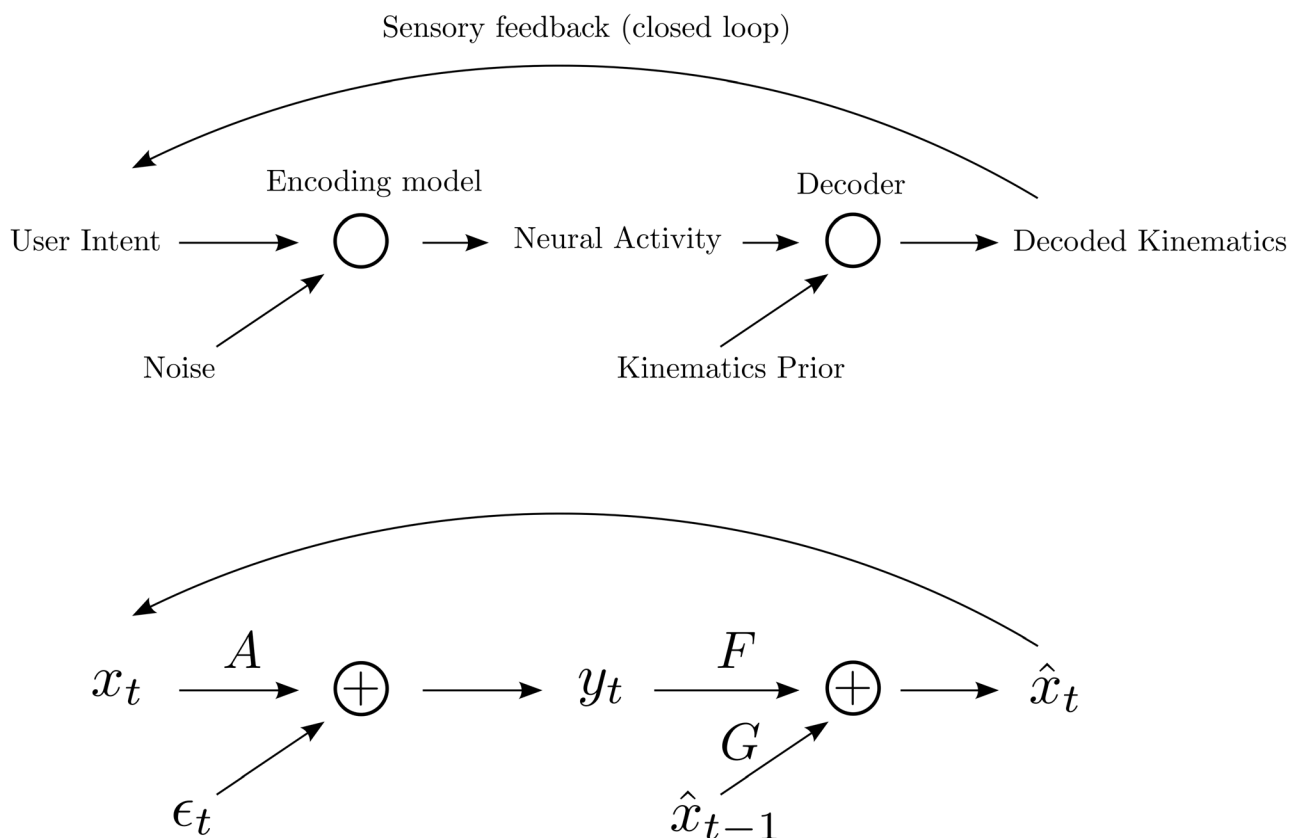 Sensory feedback (closed loop)
Encoding model
Decoder
User Intent
Neural Activity
Decoded Kinematics
Noise
Kinematics Prior
A
F
x_t
+
y_t
+
x̂_t
G
ϵ_t
x̂_{t−1}